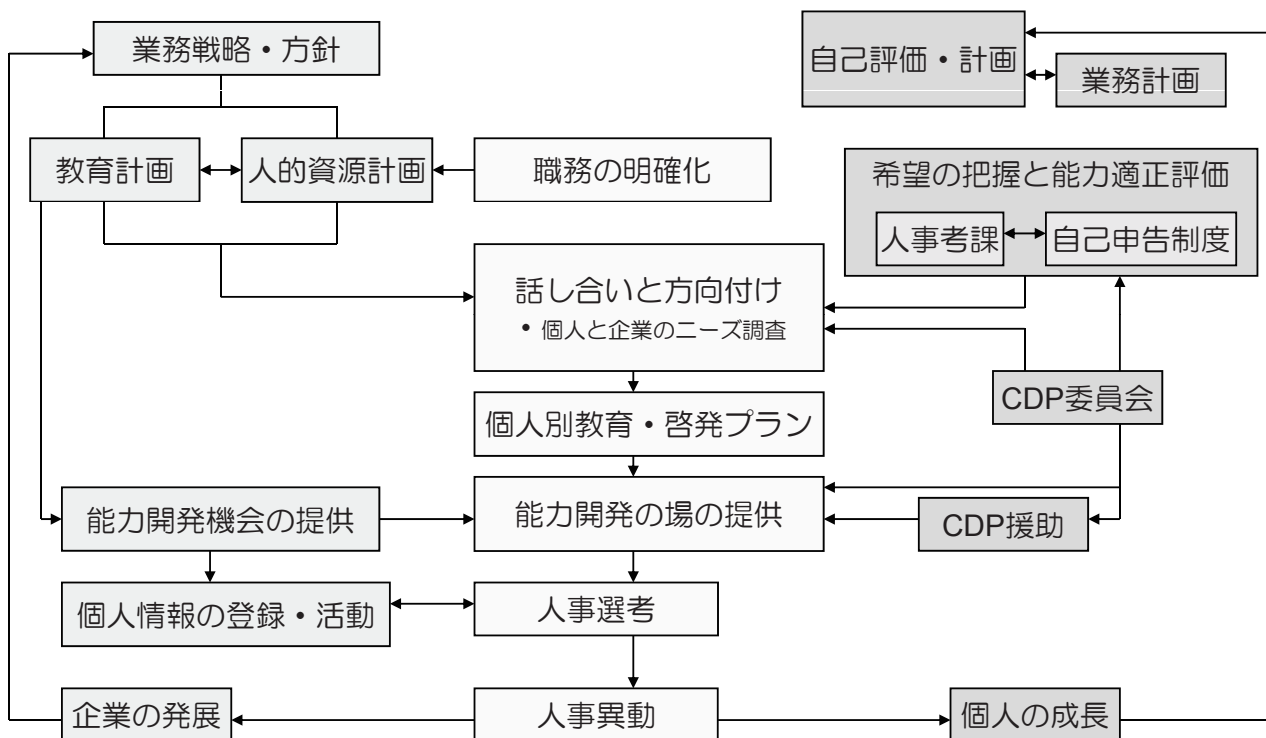 業務戦略・方針
自己評価・計画
業務計画
教育計画
人的資源計画
職務の明確化
希望の把握と能力適正評価
人事考課
自己申告制度
話し合いと方向付け
• 個人と企業のニーズ調査
CDP委員会
個人別教育・啓発プラン
能力開発機会の提供
能力開発の場の提供
CDP援助
個人情報の登録・活動
人事選考
企業の発展
人事異動
個人の成長